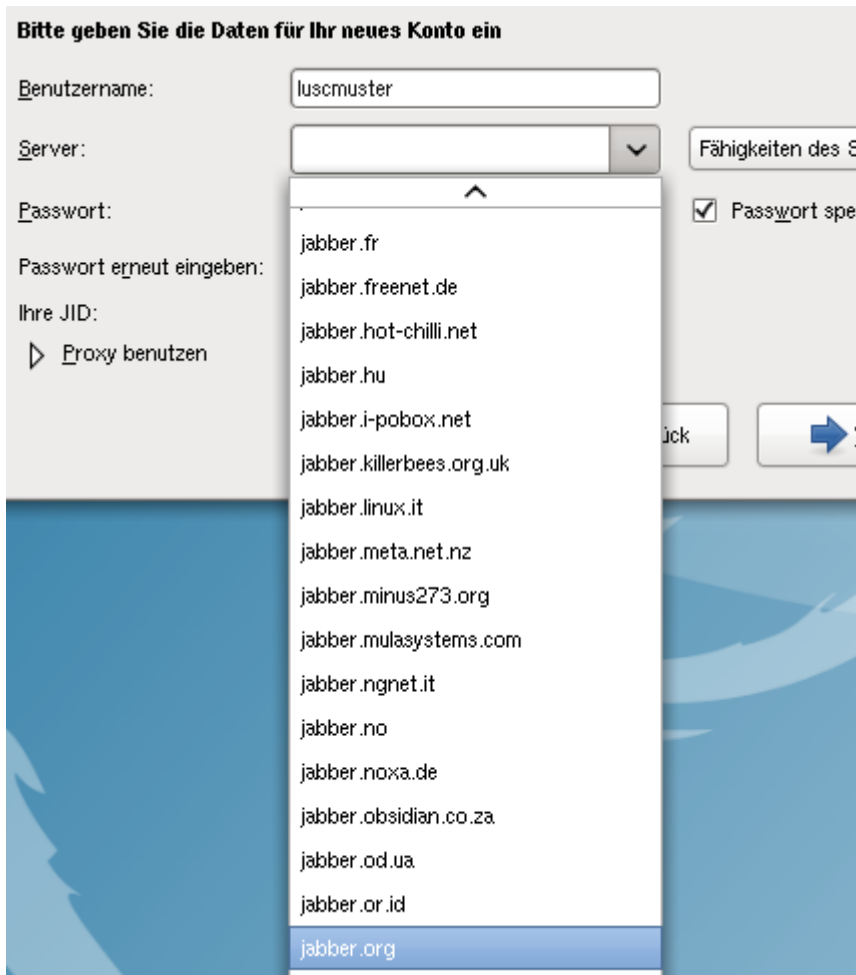 Bitte geben Sie die Daten für Ihr neues Konto ein
Benutzername: luscmuster
Server: Fähigkeiten des S
Passwort: Passwort spe
jabber.fr
Passwort erneut eingeben:
jabber.freenet.de
Ihre JID:
jabber.hot-chilli.net
Proxy benutzen
jabber.hu
jabber.i-pobox.net
ück
jabber.killerbees.org.uk
jabber.linux.it
jabber.meta.net.nz
jabber.minus273.org
jabber.mulasystems.com
jabber.ngnet.it
jabber.no
jabber.noxa.de
jabber.obsidian.co.za
jabber.od.ua
jabber.or.id
jabber.org